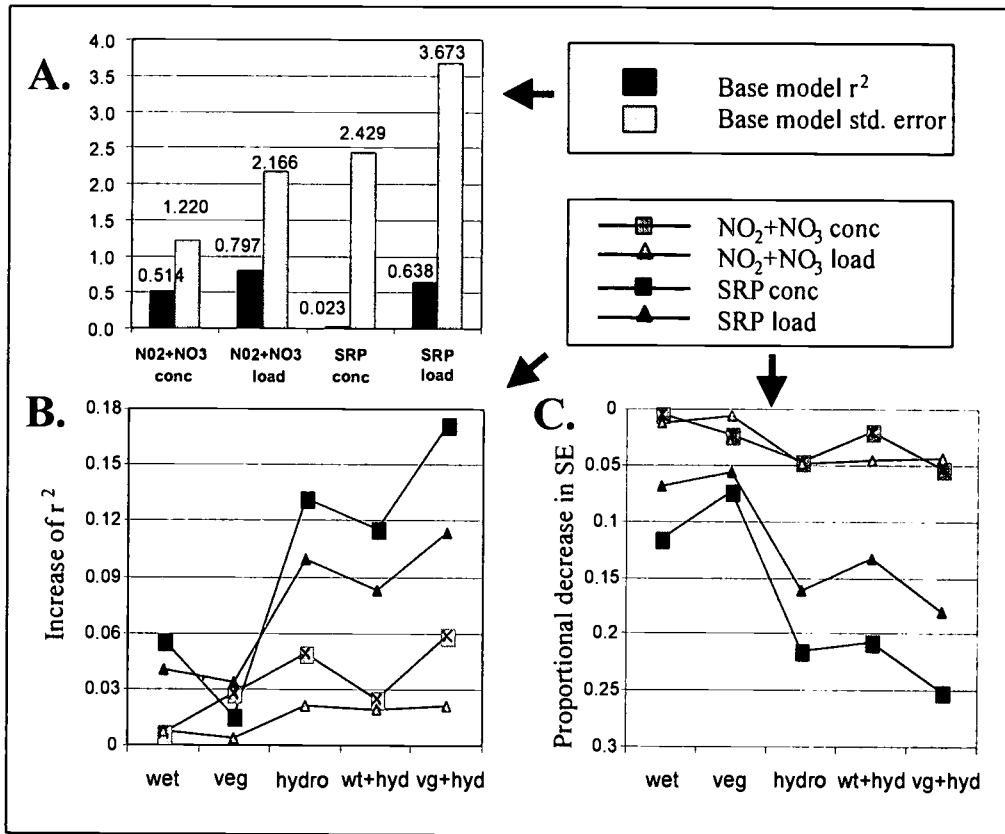 A.
4.0
3.5
3.0
2.5
2.0
1.5
1.0
0.5
0.0
0.514
1.220
0.797
2.166
0.023
2.429
0.638
3.673
N02+NO3 conc
N02+NO3 load
SRP conc
SRP load
Base model r²
Base model std. error
NO₂+NO₃ conc
NO₂+NO₃ load
SRP conc
SRP load
B.
Increase of r²
0.18
0.15
0.12
0.09
0.06
0.03
0
wet veg hydro wt+hyd vg+hyd
C.
Proportional decrease in SE
0
0.05
0.1
0.15
0.2
0.25
0.3
wet veg hydro wt+hyd vg+hyd